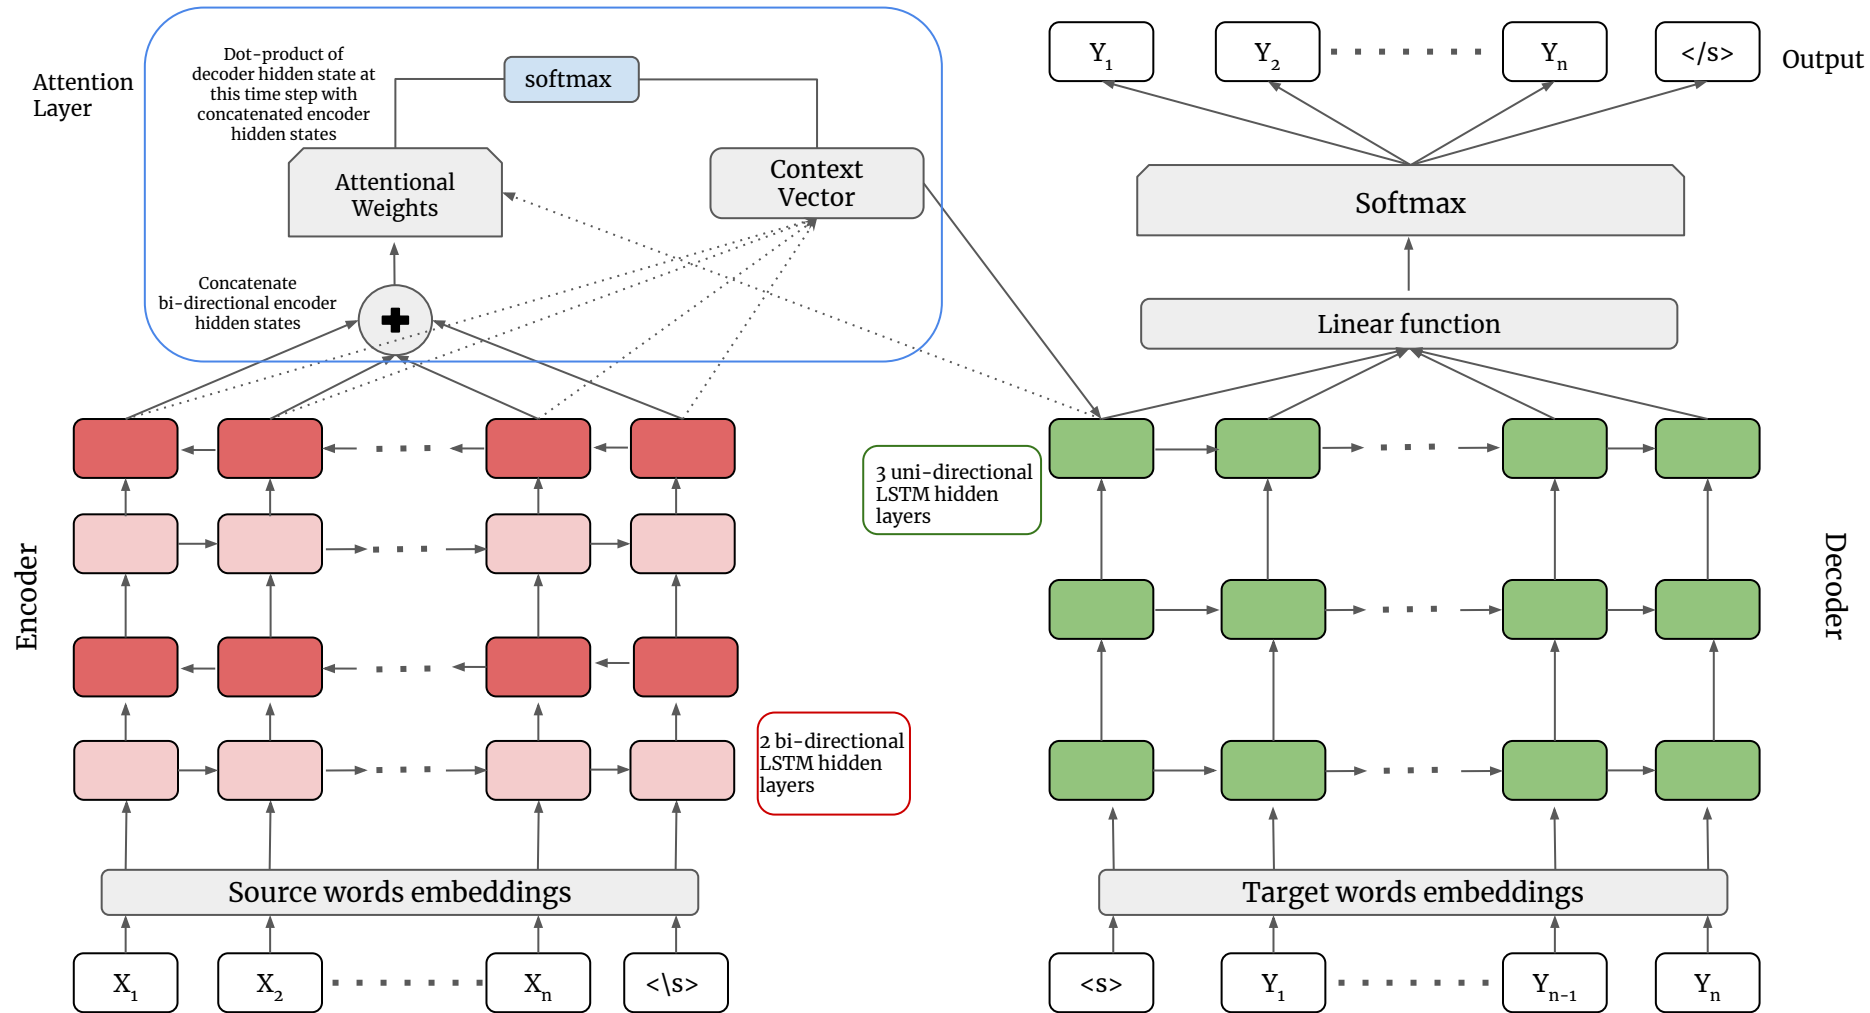 Attention
Layer
Dot-product of
decoder hidden state at
this time step with
concatenated encoder
hidden states
softmax
Attentional
Weights
Context
Vector
Concatenate
bi-directional encoder
hidden states
Y1
Y2
Yn
</s>
Output
Softmax
Linear function
Encoder
3 uni-directional
LSTM hidden
layers
Decoder
2 bi-directional
LSTM hidden
layers
Source words embeddings
X1
X2
Xn
<\s>
Target words embeddings
<s>
Y1
Yn-1
Yn